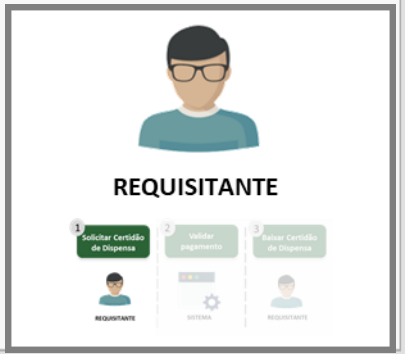 REQUISITANTE
1
Solicitar Certidão
de Dispensa
2
Validar
pagamento
3
Baixar Certidão
de Dispensa
REQUISITANTE
SISTEMA
REQUISITANTE